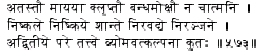 अतस्तौ मायया क्लृप्तौ बन्धमोक्षौ न चात्मनि ।
निष्कले निष्क्रिये शान्ते निरवद्ये निरञ्जने ।
अद्वितीये परे तत्त्वे व्योमवत्कल्पना कुतः ॥ ५७३॥